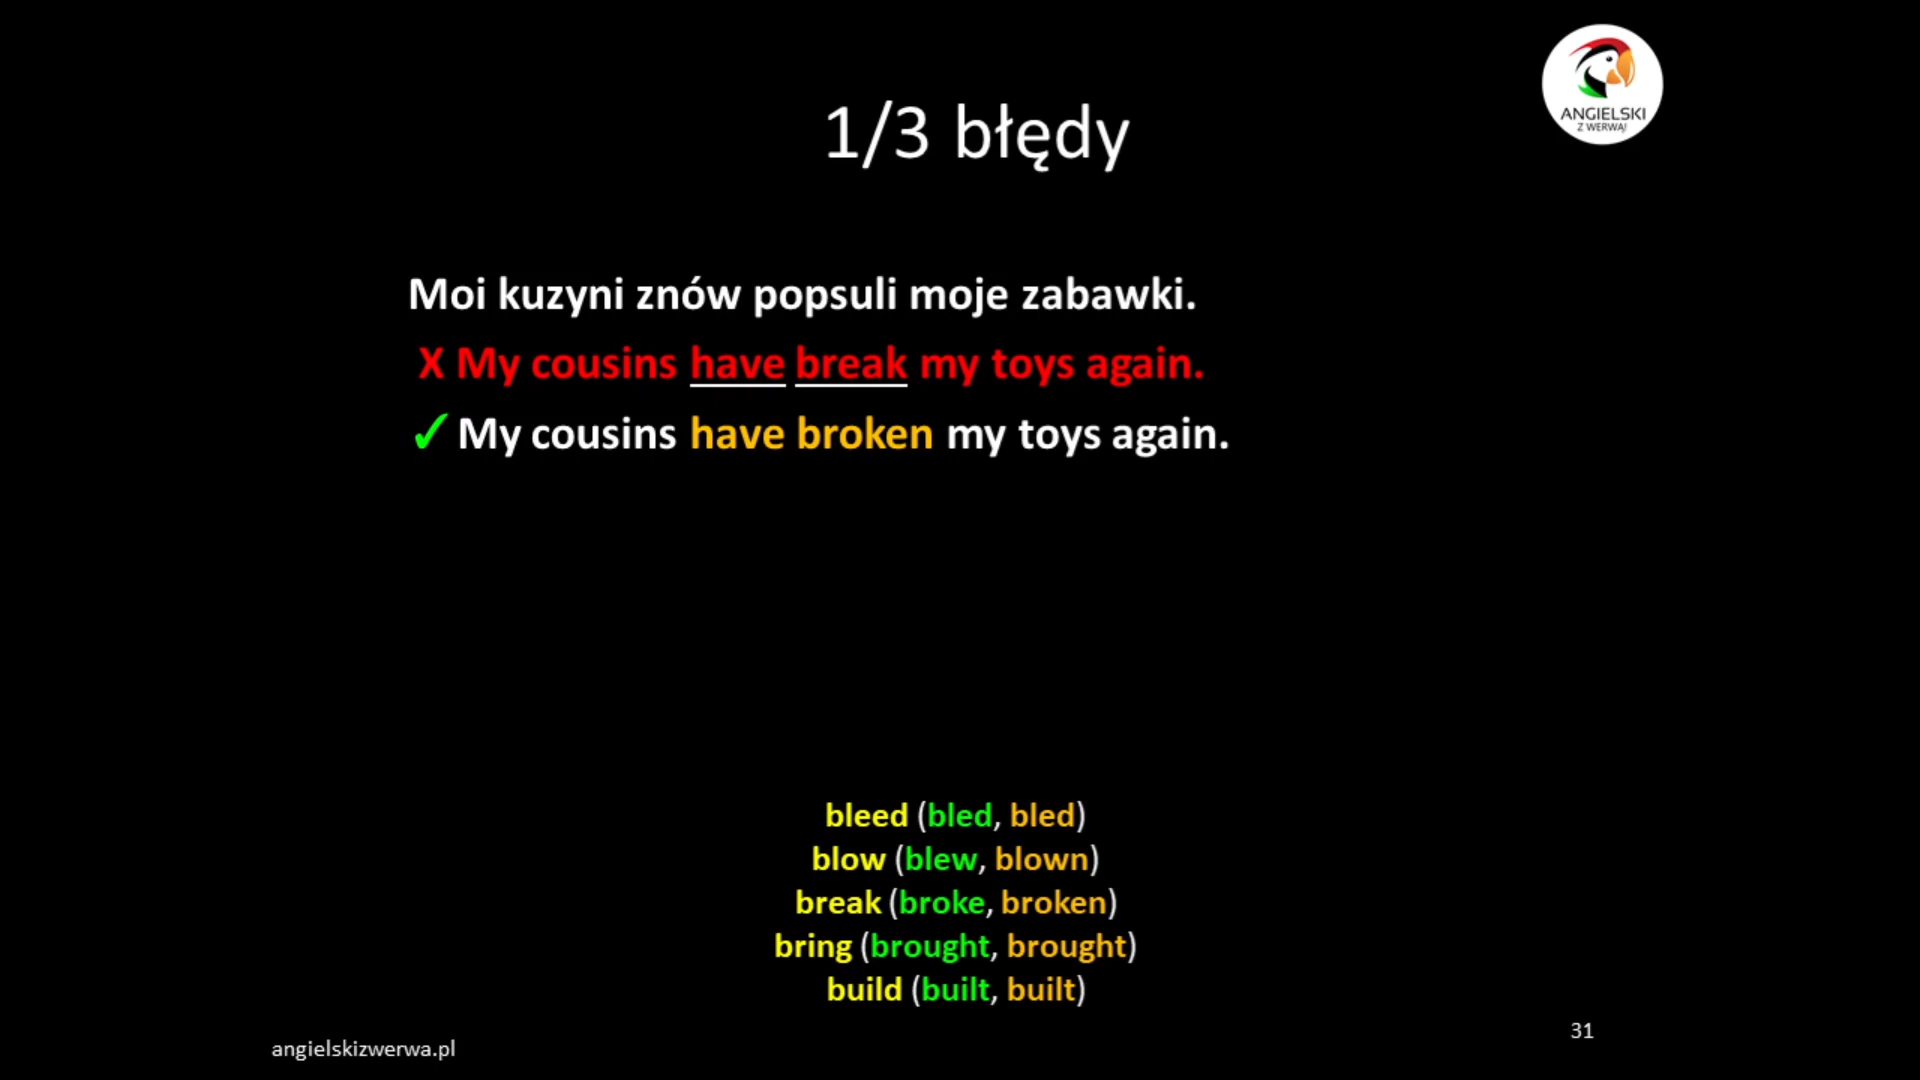 ANGIELSKI
Z WERWĄ!
1/3 błędy
Moi kuzyni znów popsuli moje zabawki.
X My cousins have break my toys again.
✓ My cousins have broken my toys again.
bleed (bled, bled)
blow (blew, blown)
break (broke, broken)
bring (brought, brought)
build (built, built)
angielskizwerwa.pl
31